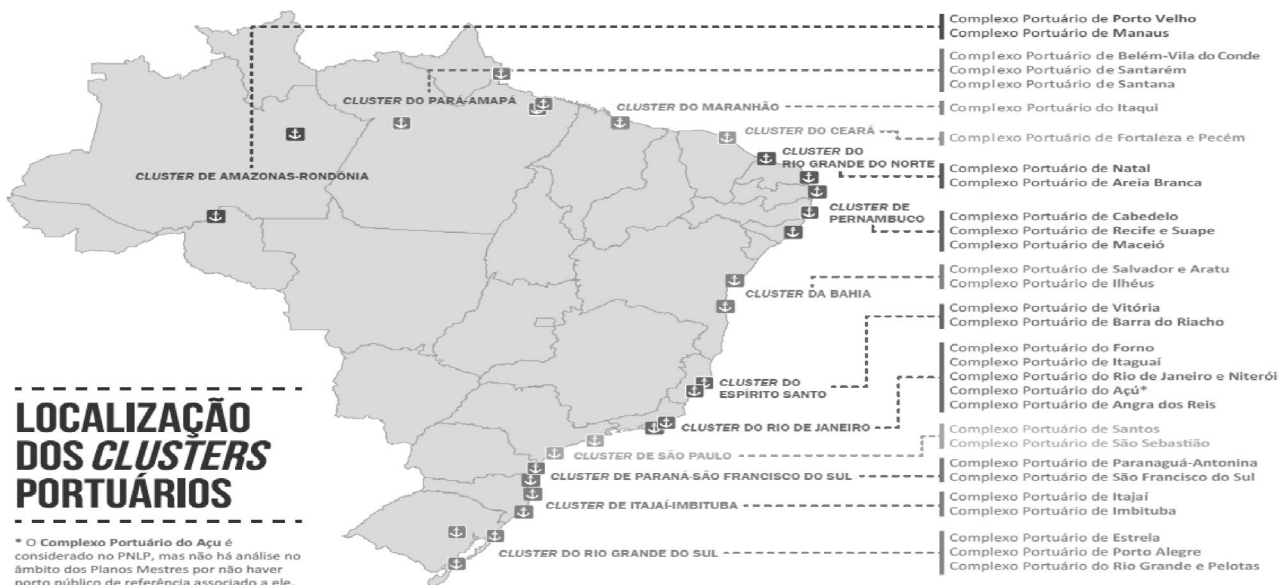 Complexo Portuário de Porto Velho
Complexo Portuário de Manaus
Complexo Portuário de Belém-Vila do Conde
Complexo Portuário de Santarém
Complexo Portuário de Santana
CLUSTER DO PARÁ-AMAPÁ
CLUSTER DO MARANHÃO
Complexo Portuário do Itaqui
CLUSTER DO CEARÁ
Complexo Portuário de Fortaleza e Pecém
CLUSTER DO
RIO GRANDE DO NORTE
Complexo Portuário de Natal
Complexo Portuário de Areia Branca
CLUSTER DE AMAZONAS-RONDÔNIA
CLUSTER DE
PERNAMBUCO
Complexo Portuário de Cabedelo
Complexo Portuário de Recife e Suape
Complexo Portuário de Maceió
CLUSTER DA BAHIA
Complexo Portuário de Salvador e Aratu
Complexo Portuário de Ilhéus
Complexo Portuário de Vitória
Complexo Portuário de Barra do Riacho
CLUSTER DO
ESPÍRITO SANTO
Complexo Portuário do Forno
Complexo Portuário de Itaguaí
Complexo Portuário do Rio de Janeiro e Niterói
Complexo Portuário do Açú*
Complexo Portuário de Angra dos Reis
CLUSTER DO RIO DE JANEIRO
CLUSTER DE SÃO PAULO
Complexo Portuário de Santos
Complexo Portuário de São Sebastião
CLUSTER DE PARANÁ-SÃO FRANCISCO DO SUL
Complexo Portuário de Paranaguá-Antonina
Complexo Portuário de São Francisco do Sul
CLUSTER DE ITAJAÍ-IMBITUBA
Complexo Portuário de Itajaí
Complexo Portuário de Imbituba
CLUSTER DO RIO GRANDE DO SUL
Complexo Portuário de Estrela
Complexo Portuário de Porto Alegre
Complexo Portuário do Rio Grande e Pelotas
LOCALIZAÇÃO
DOS CLUSTERS
PORTUÁRIOS
* O Complexo Portuário do Açu é
considerado no PNLP, mas não há análise no
âmbito dos Planos Mestres por não haver
porto público de referência associado a ele.